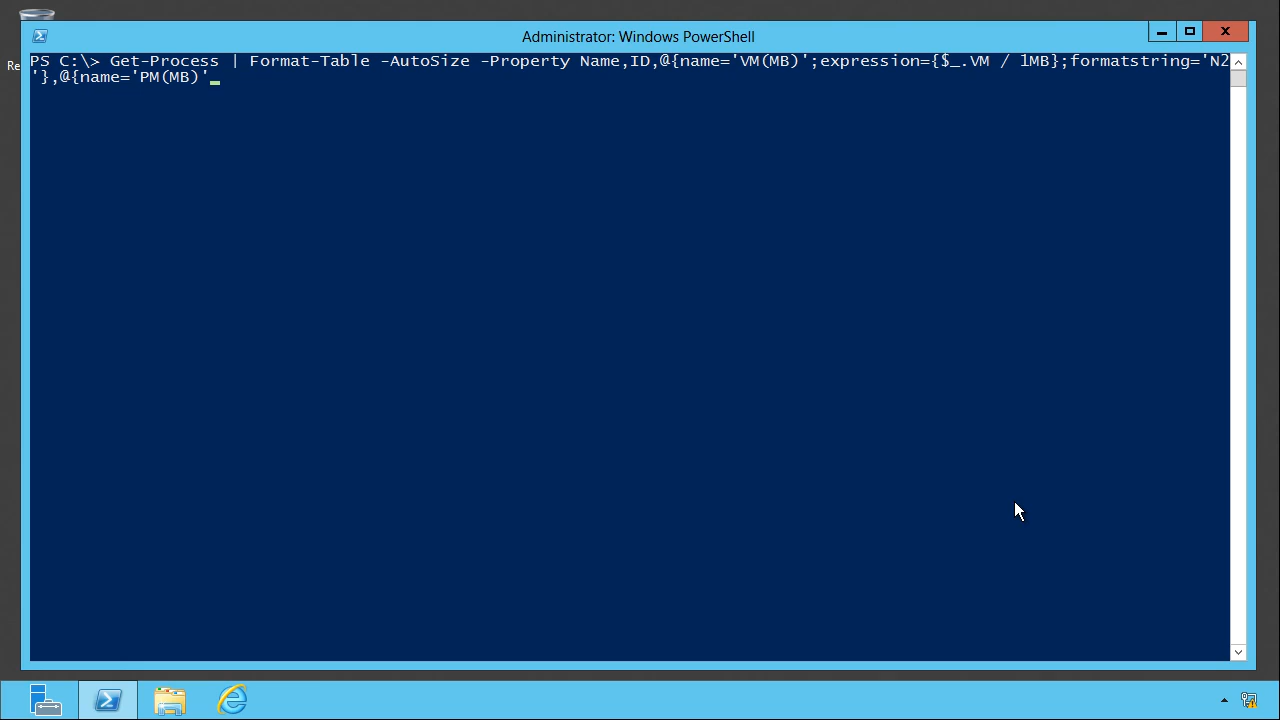 Administrator: Windows PowerShell
Re
PS C:\> Get-Process | Format-Table -AutoSize -Property Name,ID,@{name='VM(MB)';expression={$_.VM / 1MB};formatstring='N2
'},@{name='PM(MB)'